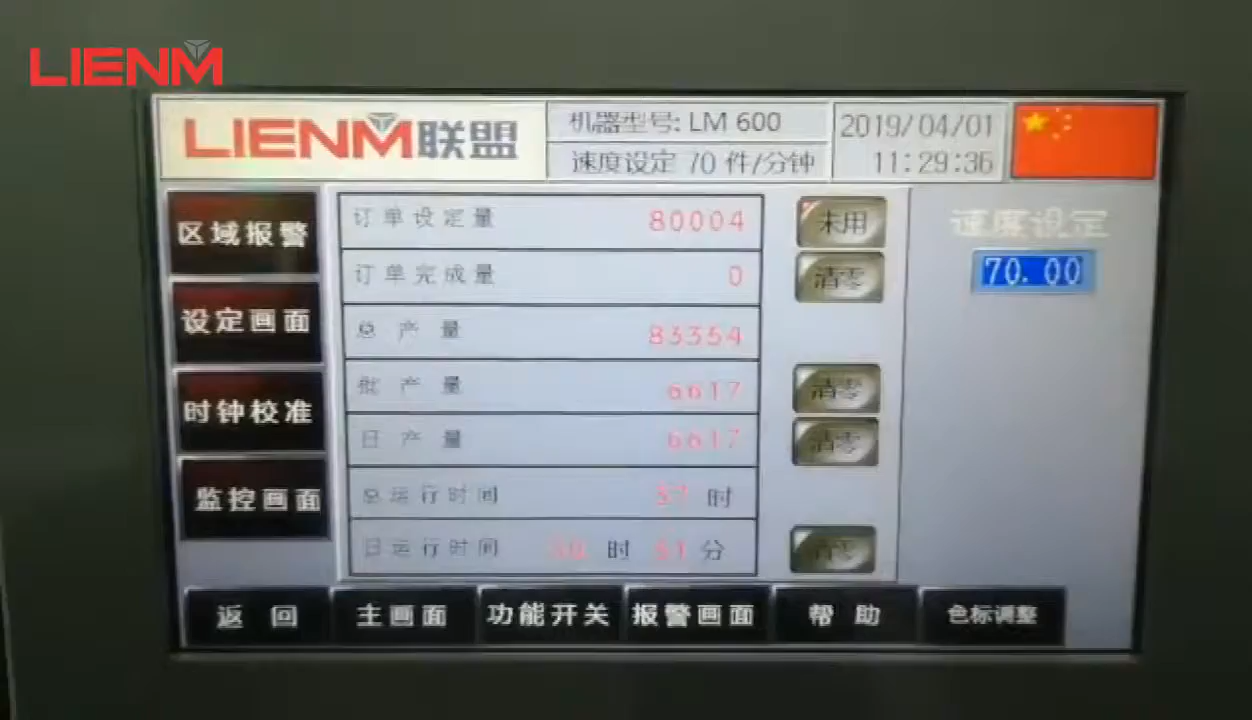 LIENM
LIENM联盟
机器型号: LM 600
速度设定 70 件/分钟
2019/04/01
11:29:36
区域报警
设定画面
时钟校准
监控画面
订单设定量 80004 未用
订单完成量 0 清零
总产量 83354
批产量 6617 清零
日产量 6617 清零
总运行时间 57 时
日运行时间 时 51 分 清零
速度设定
70.00
返回 主画面 功能开关 报警画面 帮助 色标调整